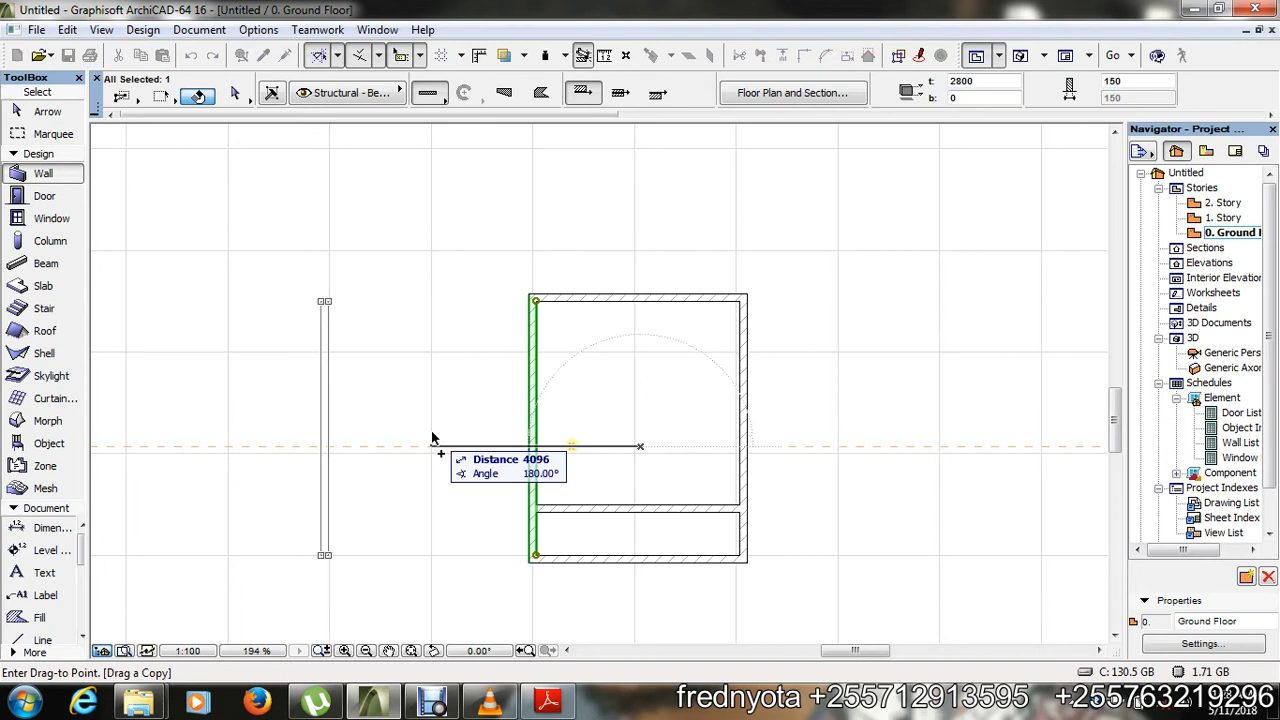 Untitled - Graphisoft ArchiCAD-64 16 - [Untitled / 0. Ground Floor]
File Edit View Design Document Options Teamwork Window Help
ToolBox
Select
Arrow
Marquee
Design
Wall
Door
Window
Column
Beam
Slab
Stair
Roof
Shell
Skylight
Curtain...
Morph
Object
Zone
Mesh
Document
Dimen...
Level ...
Text
Label
Fill
Line
More
All Selected: 1
Structural - Be...
Floor Plan and Section...
t: 2800
b: 0
150
150
Go
Distance 4096
Angle 180.00°
Navigator - Project ...
Untitled
Stories
2. Story
1. Story
0. Ground F
Sections
Elevations
Interior Elevation
Worksheets
Details
3D Documents
3D
Generic Pers
Generic Axon
Schedules
Element
Door List
Object In
Wall List
Window
Component
Project Indexes
Drawing List
Sheet Index
View List
Properties
0. Ground Floor
Settings...
1:100
194 %
0.00°
Enter Drag-to Point. [Drag a Copy]
C: 130.5 GB
1.71 GB
frednyota +255712913595 +255763219296
5/11/2018